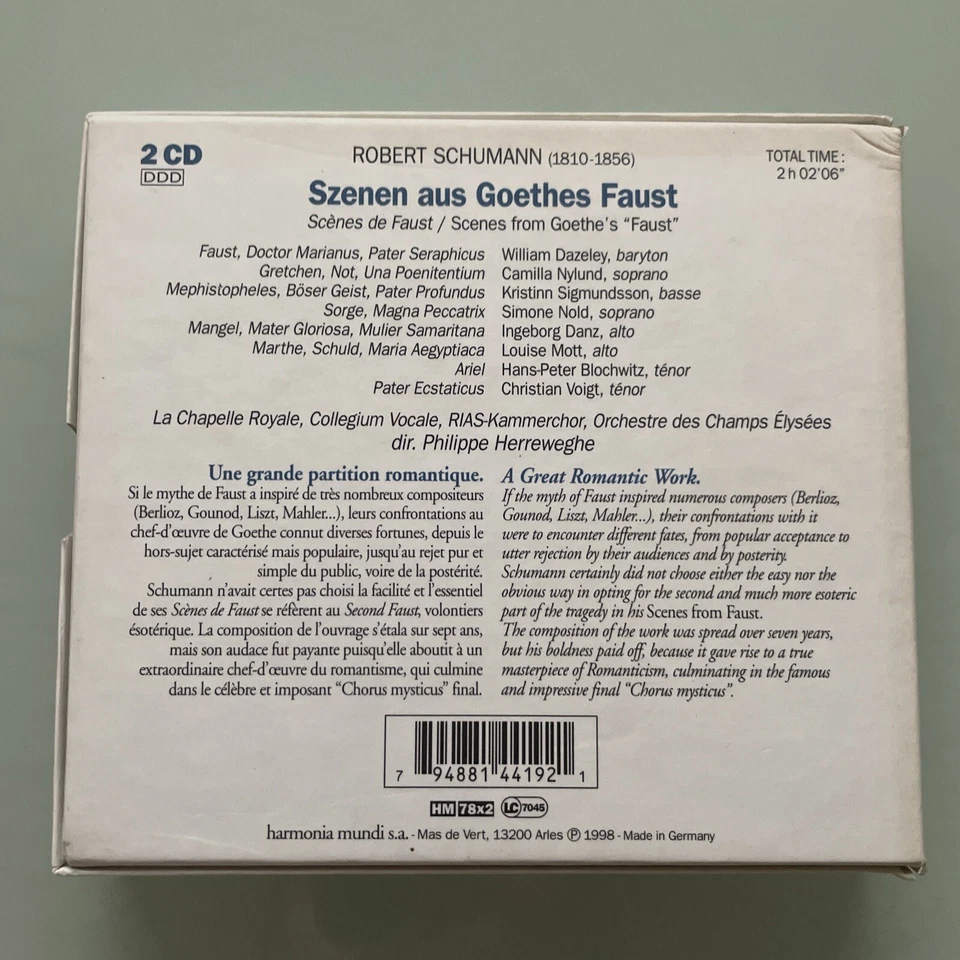 2 CD
DDD
ROBERT SCHUMANN (1810-1856)
TOTAL TIME :
2 h 02'06"
Szenen aus Goethes Faust
Scènes de Faust / Scenes from Goethe's "Faust"
Faust, Doctor Marianus, Pater Seraphicus William Dazeley, baryton
Gretchen, Not, Una Poenitentium Camilla Nylund, soprano
Mephistopheles, Böser Geist, Pater Profundus Kristinn Sigmundsson, basse
Sorge, Magna Peccatrix Simone Nold, soprano
Mangel, Mater Gloriosa, Mulier Samaritana Ingeborg Danz, alto
Marthe, Schuld, Maria Aegyptiaca Louise Mott, alto
Ariel Hans-Peter Blochwitz, ténor
Pater Ecstaticus Christian Voigt, ténor
La Chapelle Royale, Collegium Vocale, RIAS-Kammerchor, Orchestre des Champs Élysées
dir. Philippe Herreweghe
Une grande partition romantique.
Si le mythe de Faust a inspiré de très nombreux compositeurs
(Berlioz, Gounod, Liszt, Mahler...), leurs confrontations au
chef-d'œuvre de Goethe connut diverses fortunes, depuis le
hors-sujet caractérisé mais populaire, jusqu'au rejet pur et
simple du public, voire de la postérité.
Schumann n'avait certes pas choisi la facilité et l'essentiel
de ses Scènes de Faust se réfèrent au Second Faust, volontiers
ésotérique. La composition de l'ouvrage s'étala sur sept ans,
mais son audace fut payante puisqu'elle aboutit à un
extraordinaire chef-d'œuvre du romantisme, qui culmine
dans le célèbre et imposant "Chorus mysticus" final.
A Great Romantic Work.
If the myth of Faust inspired numerous composers (Berlioz,
Gounod, Liszt, Mahler...), their confrontations with it
were to encounter different fates, from popular acceptance to
utter rejection by their audiences and by posterity.
Schumann certainly did not choose either the easy nor the
obvious way in opting for the second and much more esoteric
part of the tragedy in his Scenes from Faust.
The composition of the work was spread over seven years,
but his boldness paid off, because it gave rise to a true
masterpiece of Romanticism, culminating in the famous
and impressive final "Chorus mysticus".
7 94881 44192 1
HM 78x2 LC 7045
harmonia mundi s.a. - Mas de Vert, 13200 Arles ℗ 1998 - Made in Germany